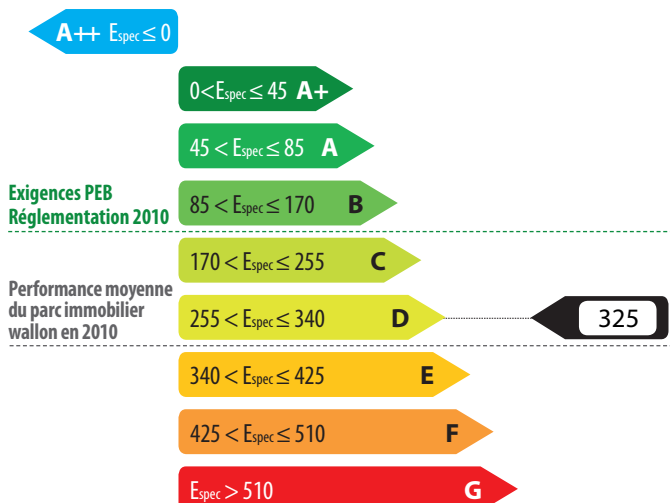 A++ Espec ≤ 0
0<Espec ≤ 45 A+
45 < Espec ≤ 85 A
Exigences PEB
Réglementation 2010
85 < Espec ≤ 170 B
170 < Espec ≤ 255 C
Performance moyenne
du parc immobilier
wallon en 2010
255 < Espec ≤ 340 D
325
340 < Espec ≤ 425 E
425 < Espec ≤ 510 F
Espec > 510 G